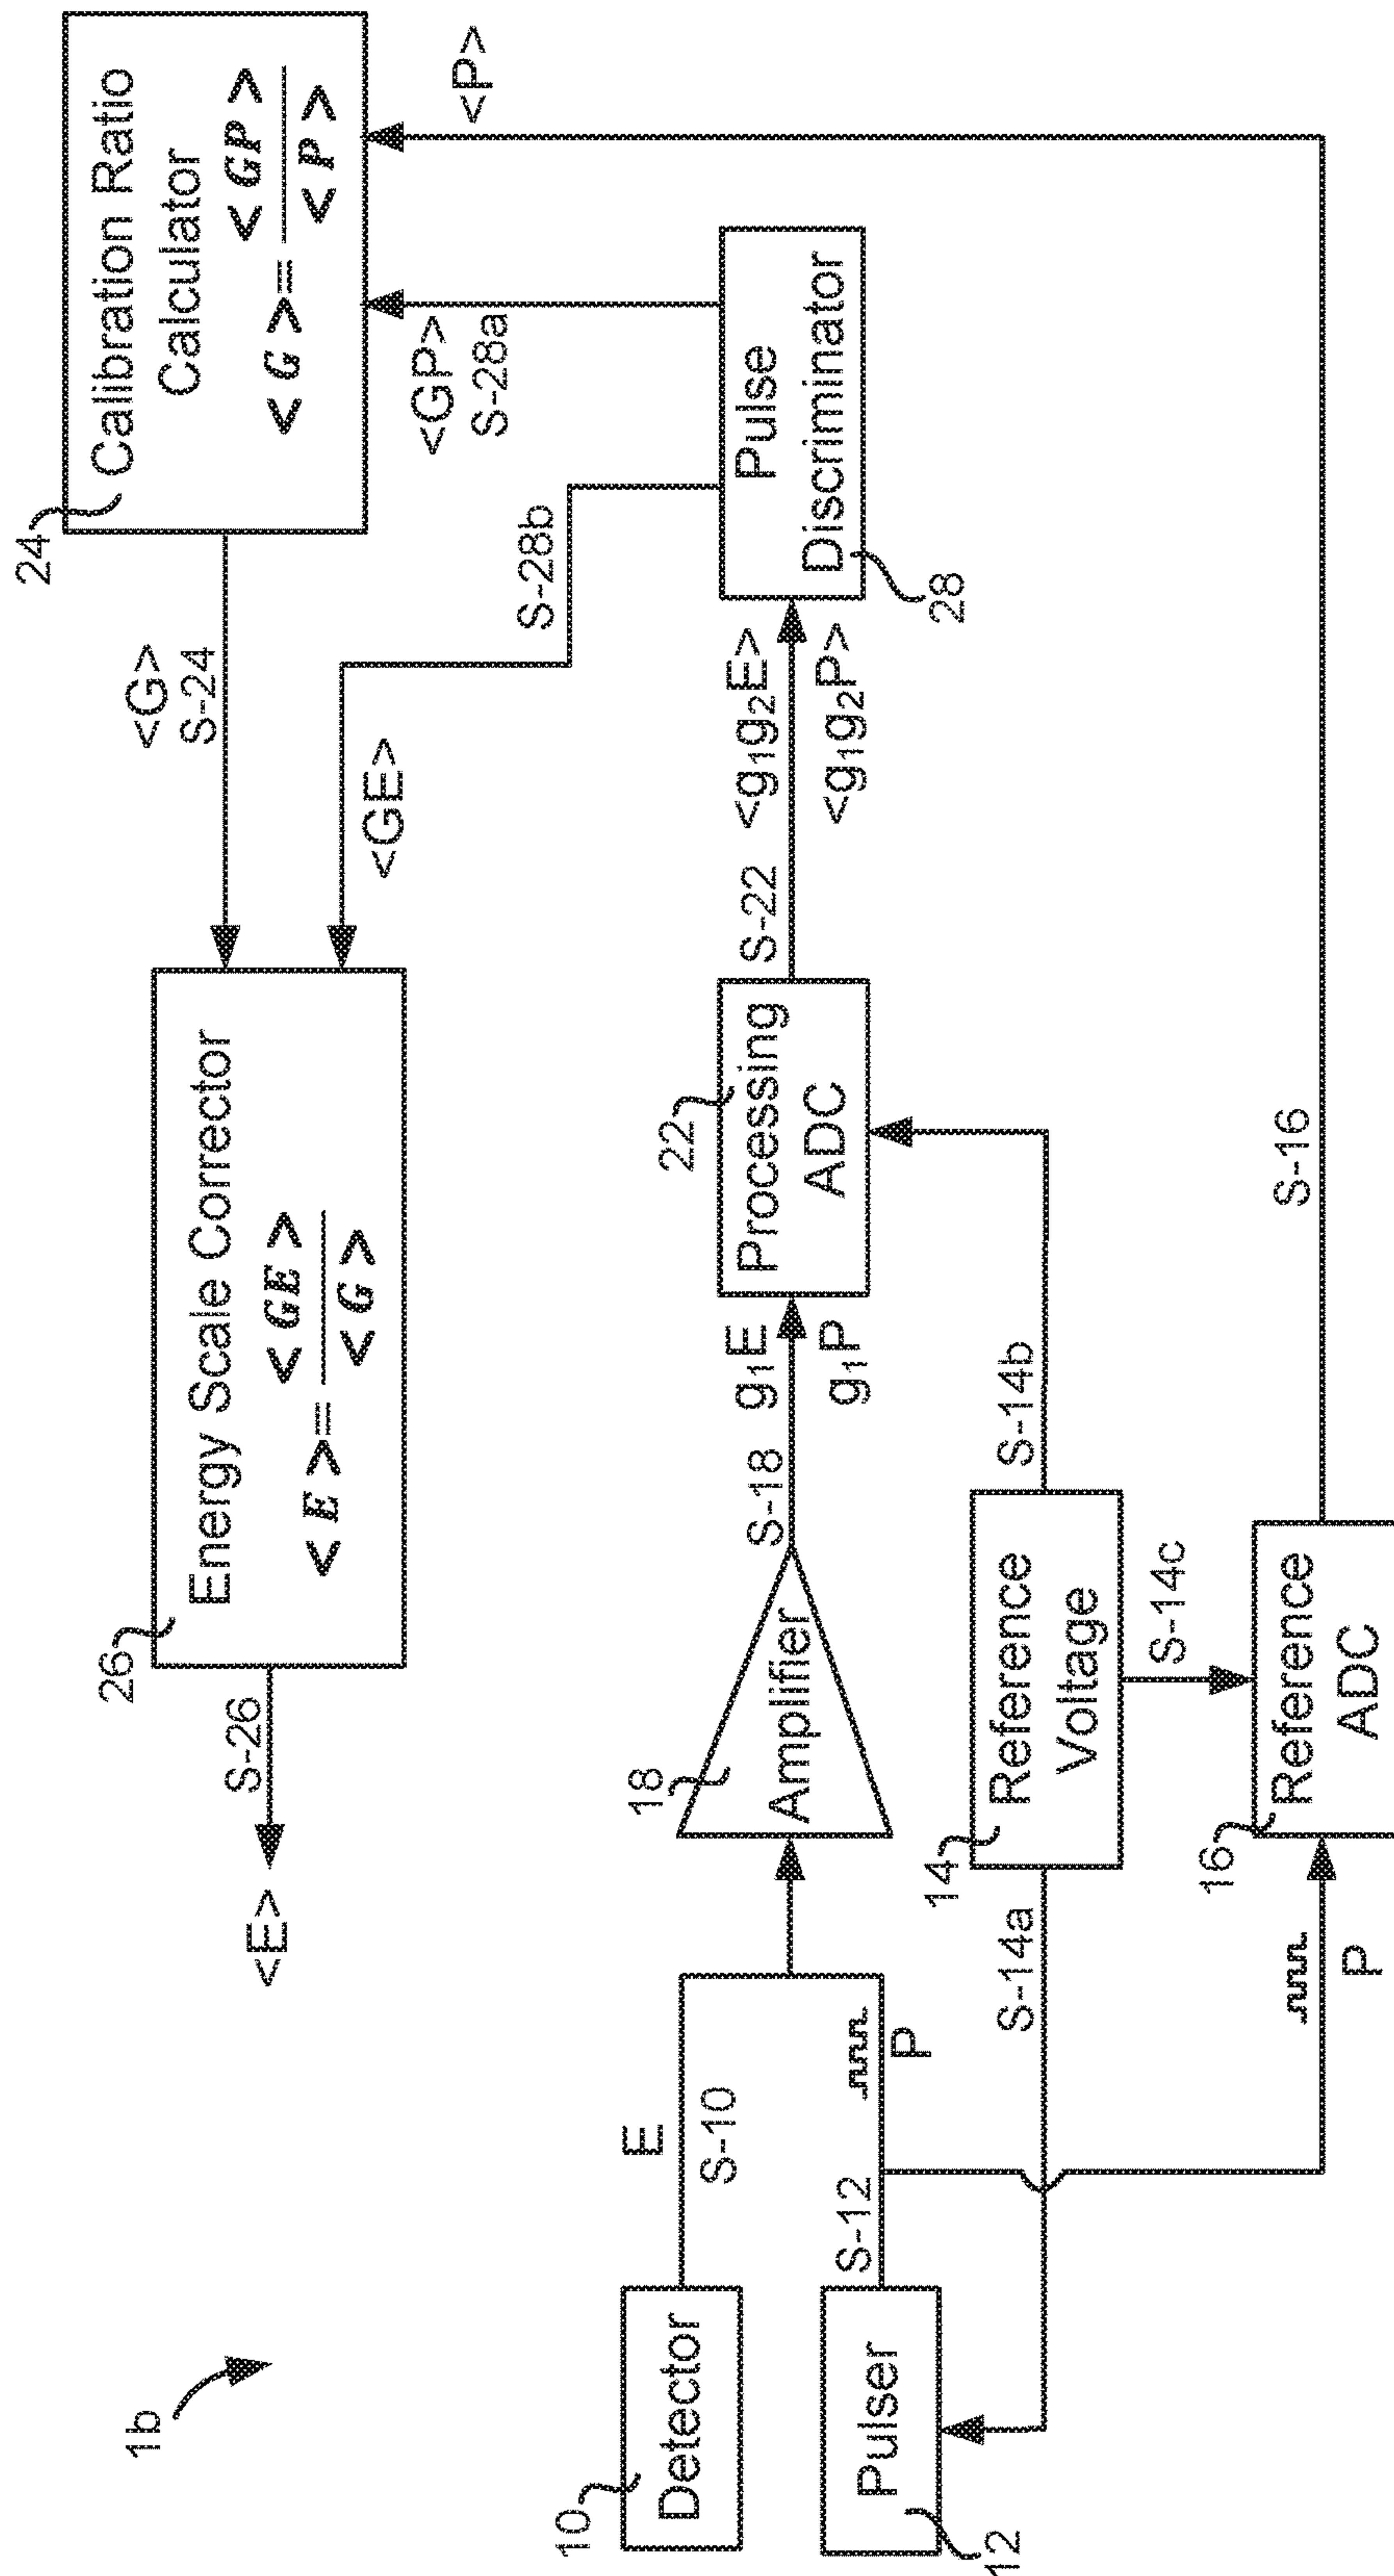 1b
26
Energy Scale Corrector
< E >= < GE > / < G >
S-26
<E>
<G>
S-24
<GE>
24
Calibration Ratio
Calculator
< G >= < GP > / < P >
S-28b
<GP>
S-28a
<P>
10
Detector
E
S-10
12
Pulser
S-12
P
18
Amplifier
S-18
g₁E
g₁P
22
Processing
ADC
S-22
<g₁g₂E>
<g₁g₂P>
Pulse
Discriminator
28
S-14a
14
Reference
Voltage
S-14b
S-14c
P
16
Reference
ADC
S-16